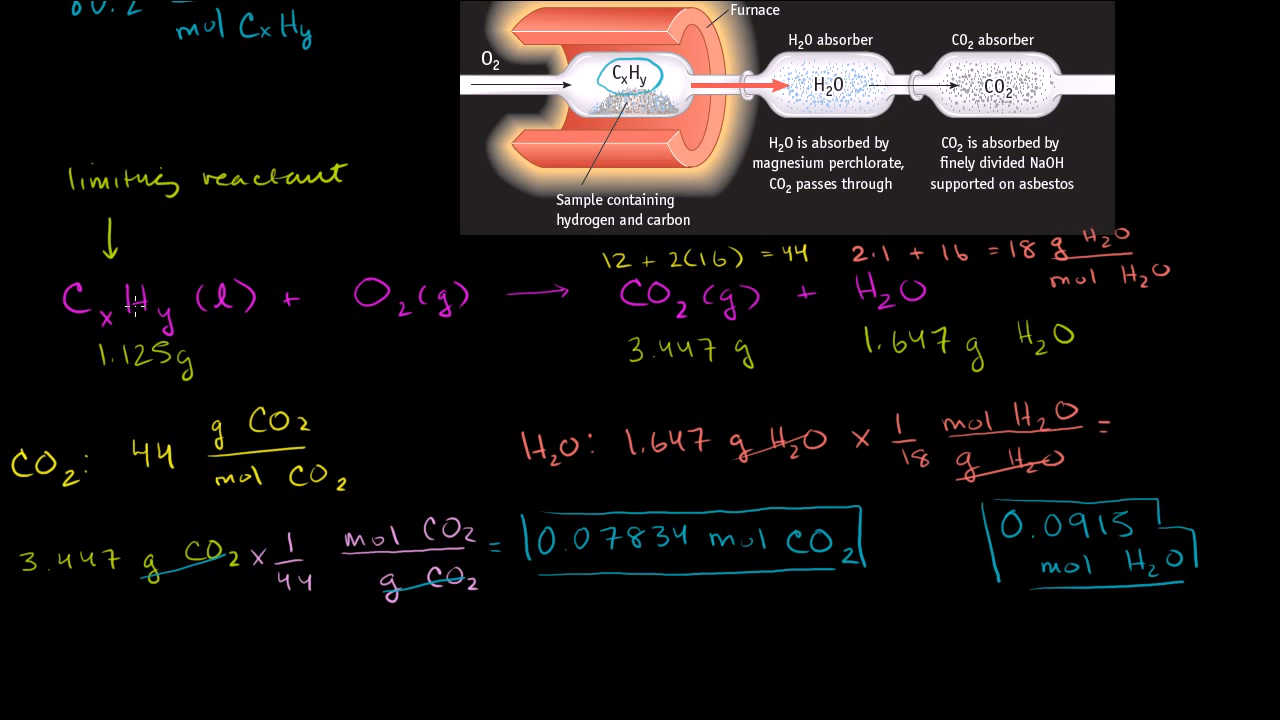 80.2
mol CxHy
Furnace
H₂O absorber
CO₂ absorber
O₂
CxHy
H₂O
CO₂
H₂O is absorbed by
magnesium perchlorate,
CO₂ passes through
CO₂ is absorbed by
finely divided NaOH
supported on asbestos
Sample containing
hydrogen and carbon
limiting reactant
12 + 2(16) = 44
2·1 + 16 = 18 g H₂O / mol H₂O
CxHy (l) + O₂(g) → CO₂(g) + H₂O
1.125g
3.447 g
1.647 g H₂O
CO₂: 44 g CO₂ / mol CO₂
H₂O: 1.647 g H₂O × 1/18 mol H₂O / g H₂O =
3.447 g CO₂ × 1/44 mol CO₂ / g CO₂ = 0.07834 mol CO₂
0.0915
mol H₂O